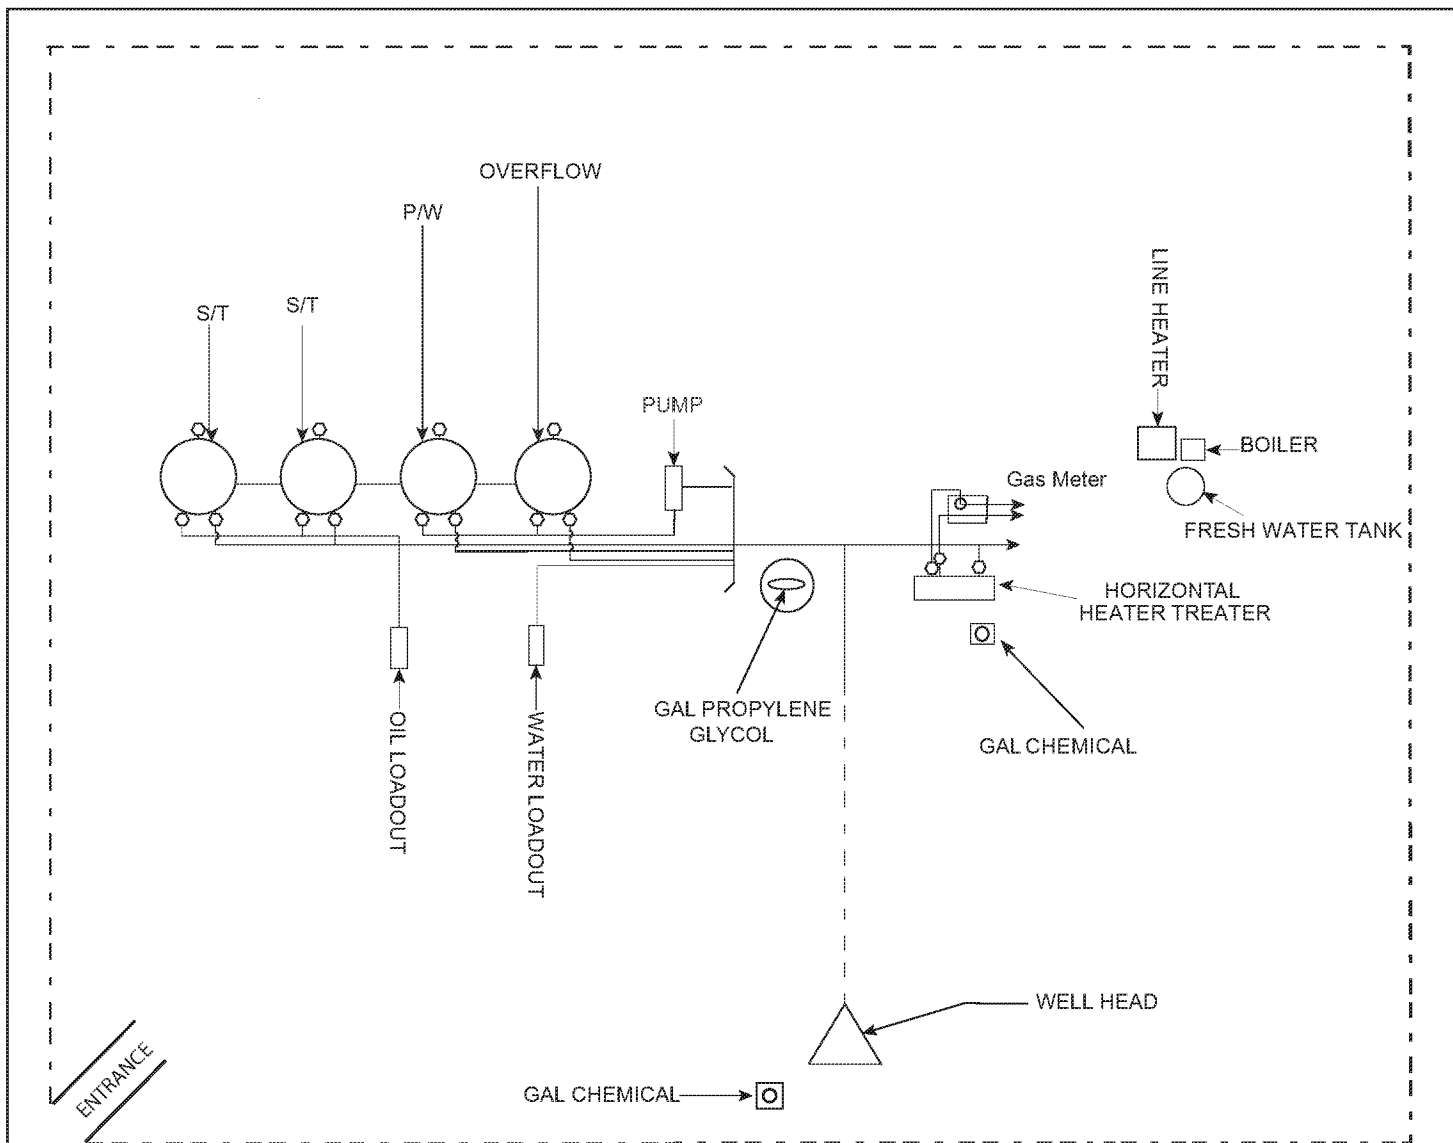 OVERFLOW
P/W
S/T
S/T
LINE HEATER
PUMP
BOILER
Gas Meter
FRESH WATER TANK
HORIZONTAL
HEATER TREATER
GAL PROPYLENE
GLYCOL
GAL CHEMICAL
OIL LOADOUT
WATER LOADOUT
WELL HEAD
ENTRANCE
GAL CHEMICAL